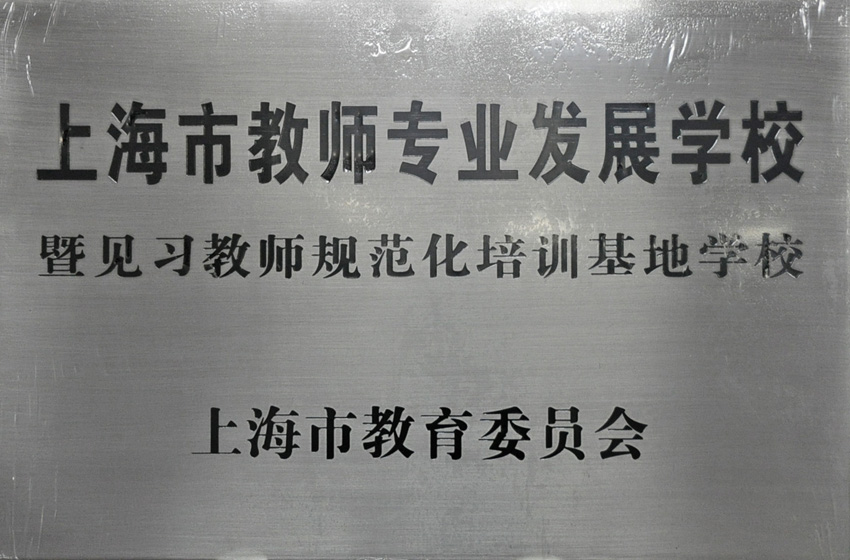 上海市教师专业发展学校
暨见习教师规范化培训基地学校
上海市教育委员会